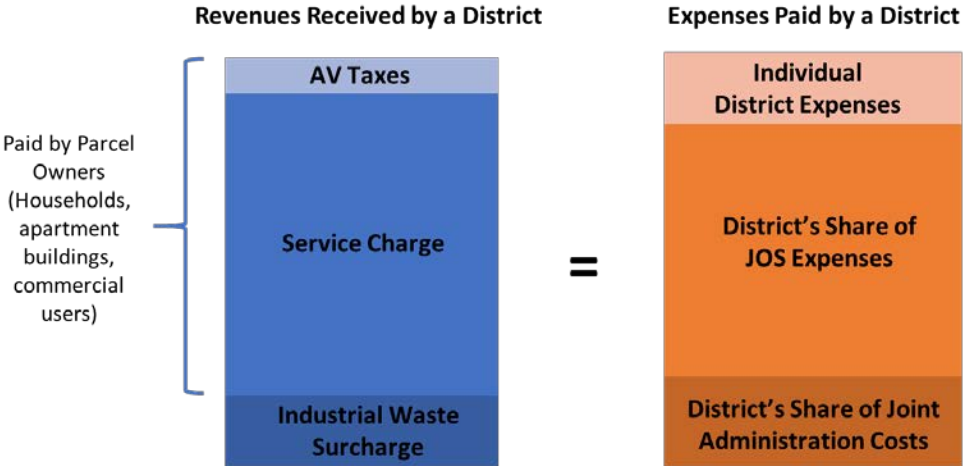 Revenues Received by a District
Expenses Paid by a District
Paid by Parcel
Owners
(Households,
apartment
buildings,
commercial
users)
AV Taxes
Service Charge
Industrial Waste
Surcharge
=
Individual
District Expenses
District’s Share of
JOS Expenses
District’s Share of Joint
Administration Costs